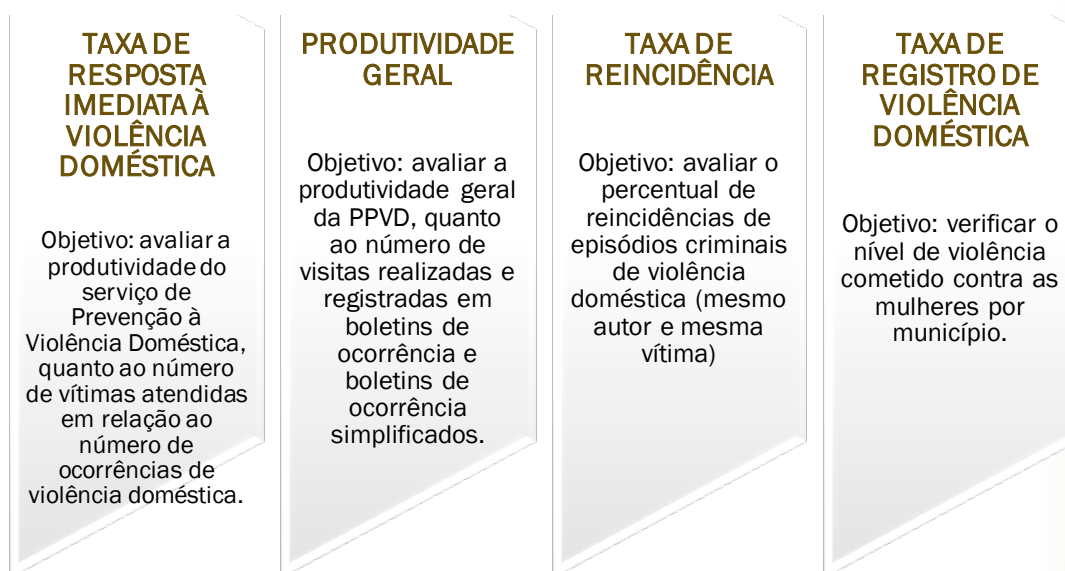 TAXA DE
RESPOSTA
IMEDIATA À
VIOLÊNCIA
DOMÉSTICA
Objetivo: avaliar a
produtividade do
serviço de
Prevenção à
Violência Doméstica,
quanto ao número
de vítimas atendidas
em relação ao
número de
ocorrências de
violência doméstica.
PRODUTIVIDADE
GERAL
Objetivo: avaliar a
produtividade geral
da PPVD, quanto
ao número de
visitas realizadas e
registradas em
boletins de
ocorrência e
boletins de
ocorrência
simplificados.
TAXA DE
REINCIDÊNCIA
Objetivo: avaliar o
percentual de
reincidências de
episódios criminais
de violência
doméstica (mesmo
autor e mesma
vítima)
TAXA DE
REGISTRO DE
VIOLÊNCIA
DOMÉSTICA
Objetivo: verificar o
nível de violência
cometido contra as
mulheres por
município.